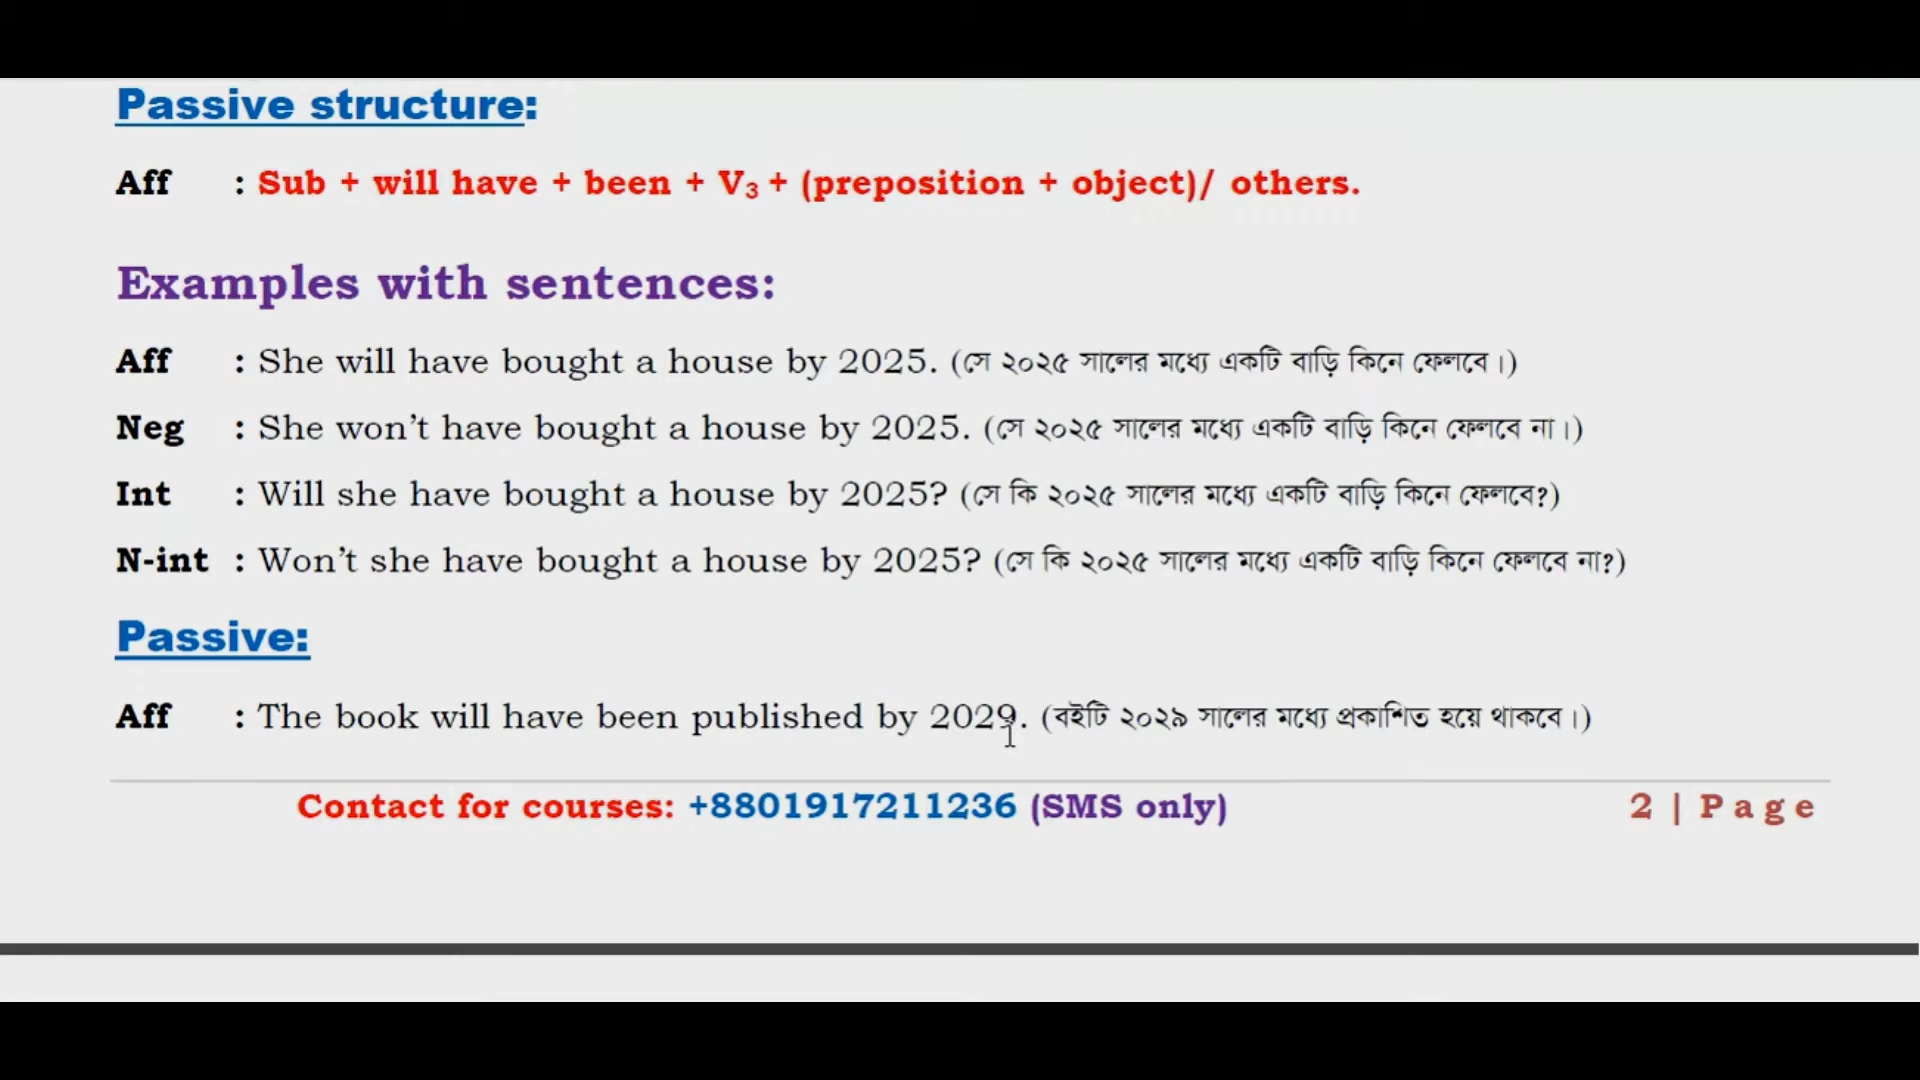 Passive structure:
Aff : Sub + will have + been + V₃ + (preposition + object)/ others.
Examples with sentences:
Aff : She will have bought a house by 2025. (সে ২০২৫ সালের মধ্যে একটি বাড়ি কিনে ফেলবে।)
Neg : She won’t have bought a house by 2025. (সে ২০২৫ সালের মধ্যে একটি বাড়ি কিনে ফেলবে না।)
Int : Will she have bought a house by 2025? (সে কি ২০২৫ সালের মধ্যে একটি বাড়ি কিনে ফেলবে?)
N-int : Won’t she have bought a house by 2025? (সে কি ২০২৫ সালের মধ্যে একটি বাড়ি কিনে ফেলবে না?)
Passive:
Aff : The book will have been published by 2029. (বইটি ২০২৯ সালের মধ্যে প্রকাশিত হয়ে থাকবে।)
Contact for courses: +8801917211236 (SMS only) 2 | P a g e